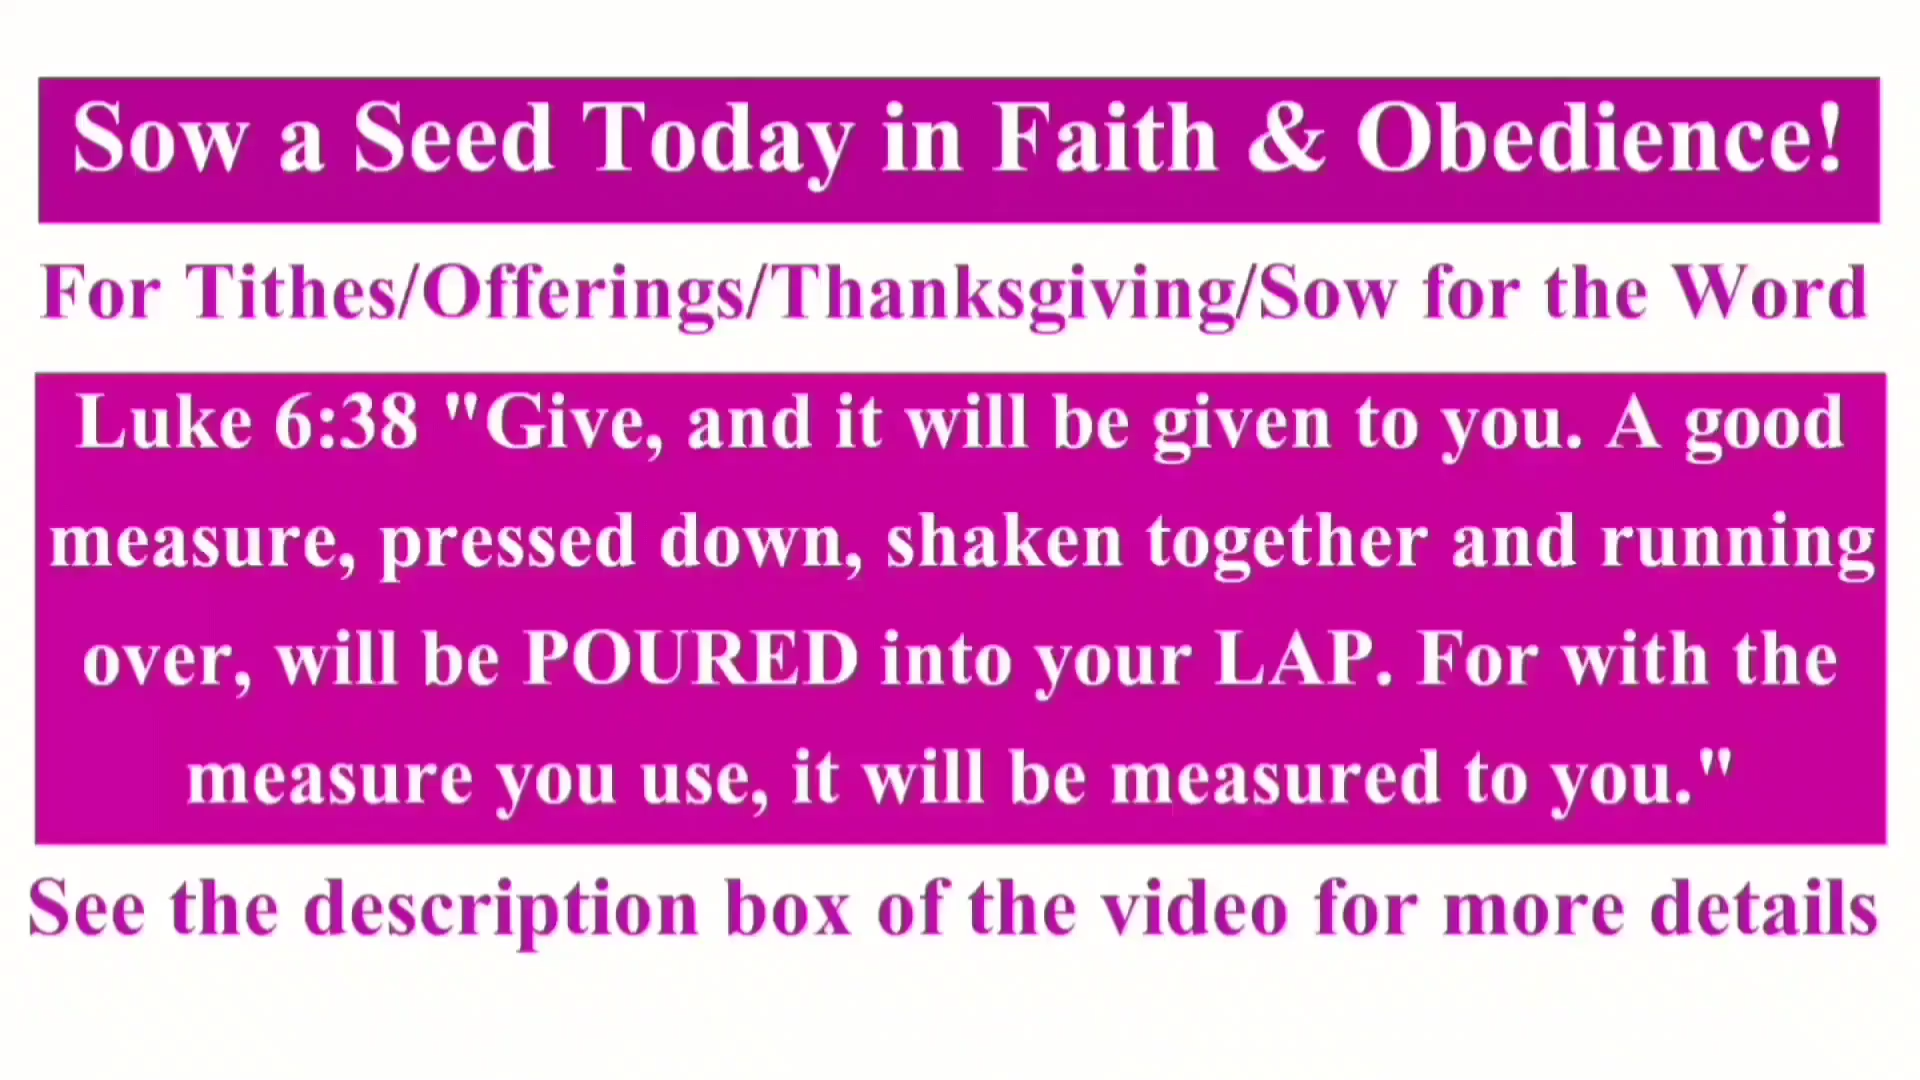 Sow a Seed Today in Faith & Obedience!
For Tithes/Offerings/Thanksgiving/Sow for the Word
Luke 6:38 "Give, and it will be given to you. A good
measure, pressed down, shaken together and running
over, will be POURED into your LAP. For with the
measure you use, it will be measured to you."
See the description box of the video for more details